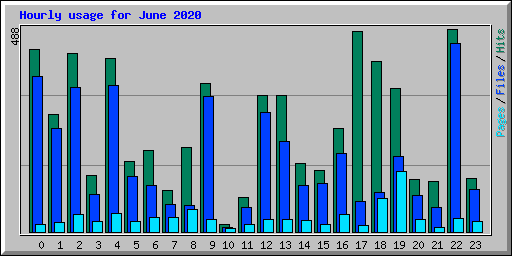 Hourly usage for June 2020
488
Pages/Files/Hits
0 1 2 3 4 5 6 7 8 9 10 11 12 13 14 15 16 17 18 19 20 21 22 23